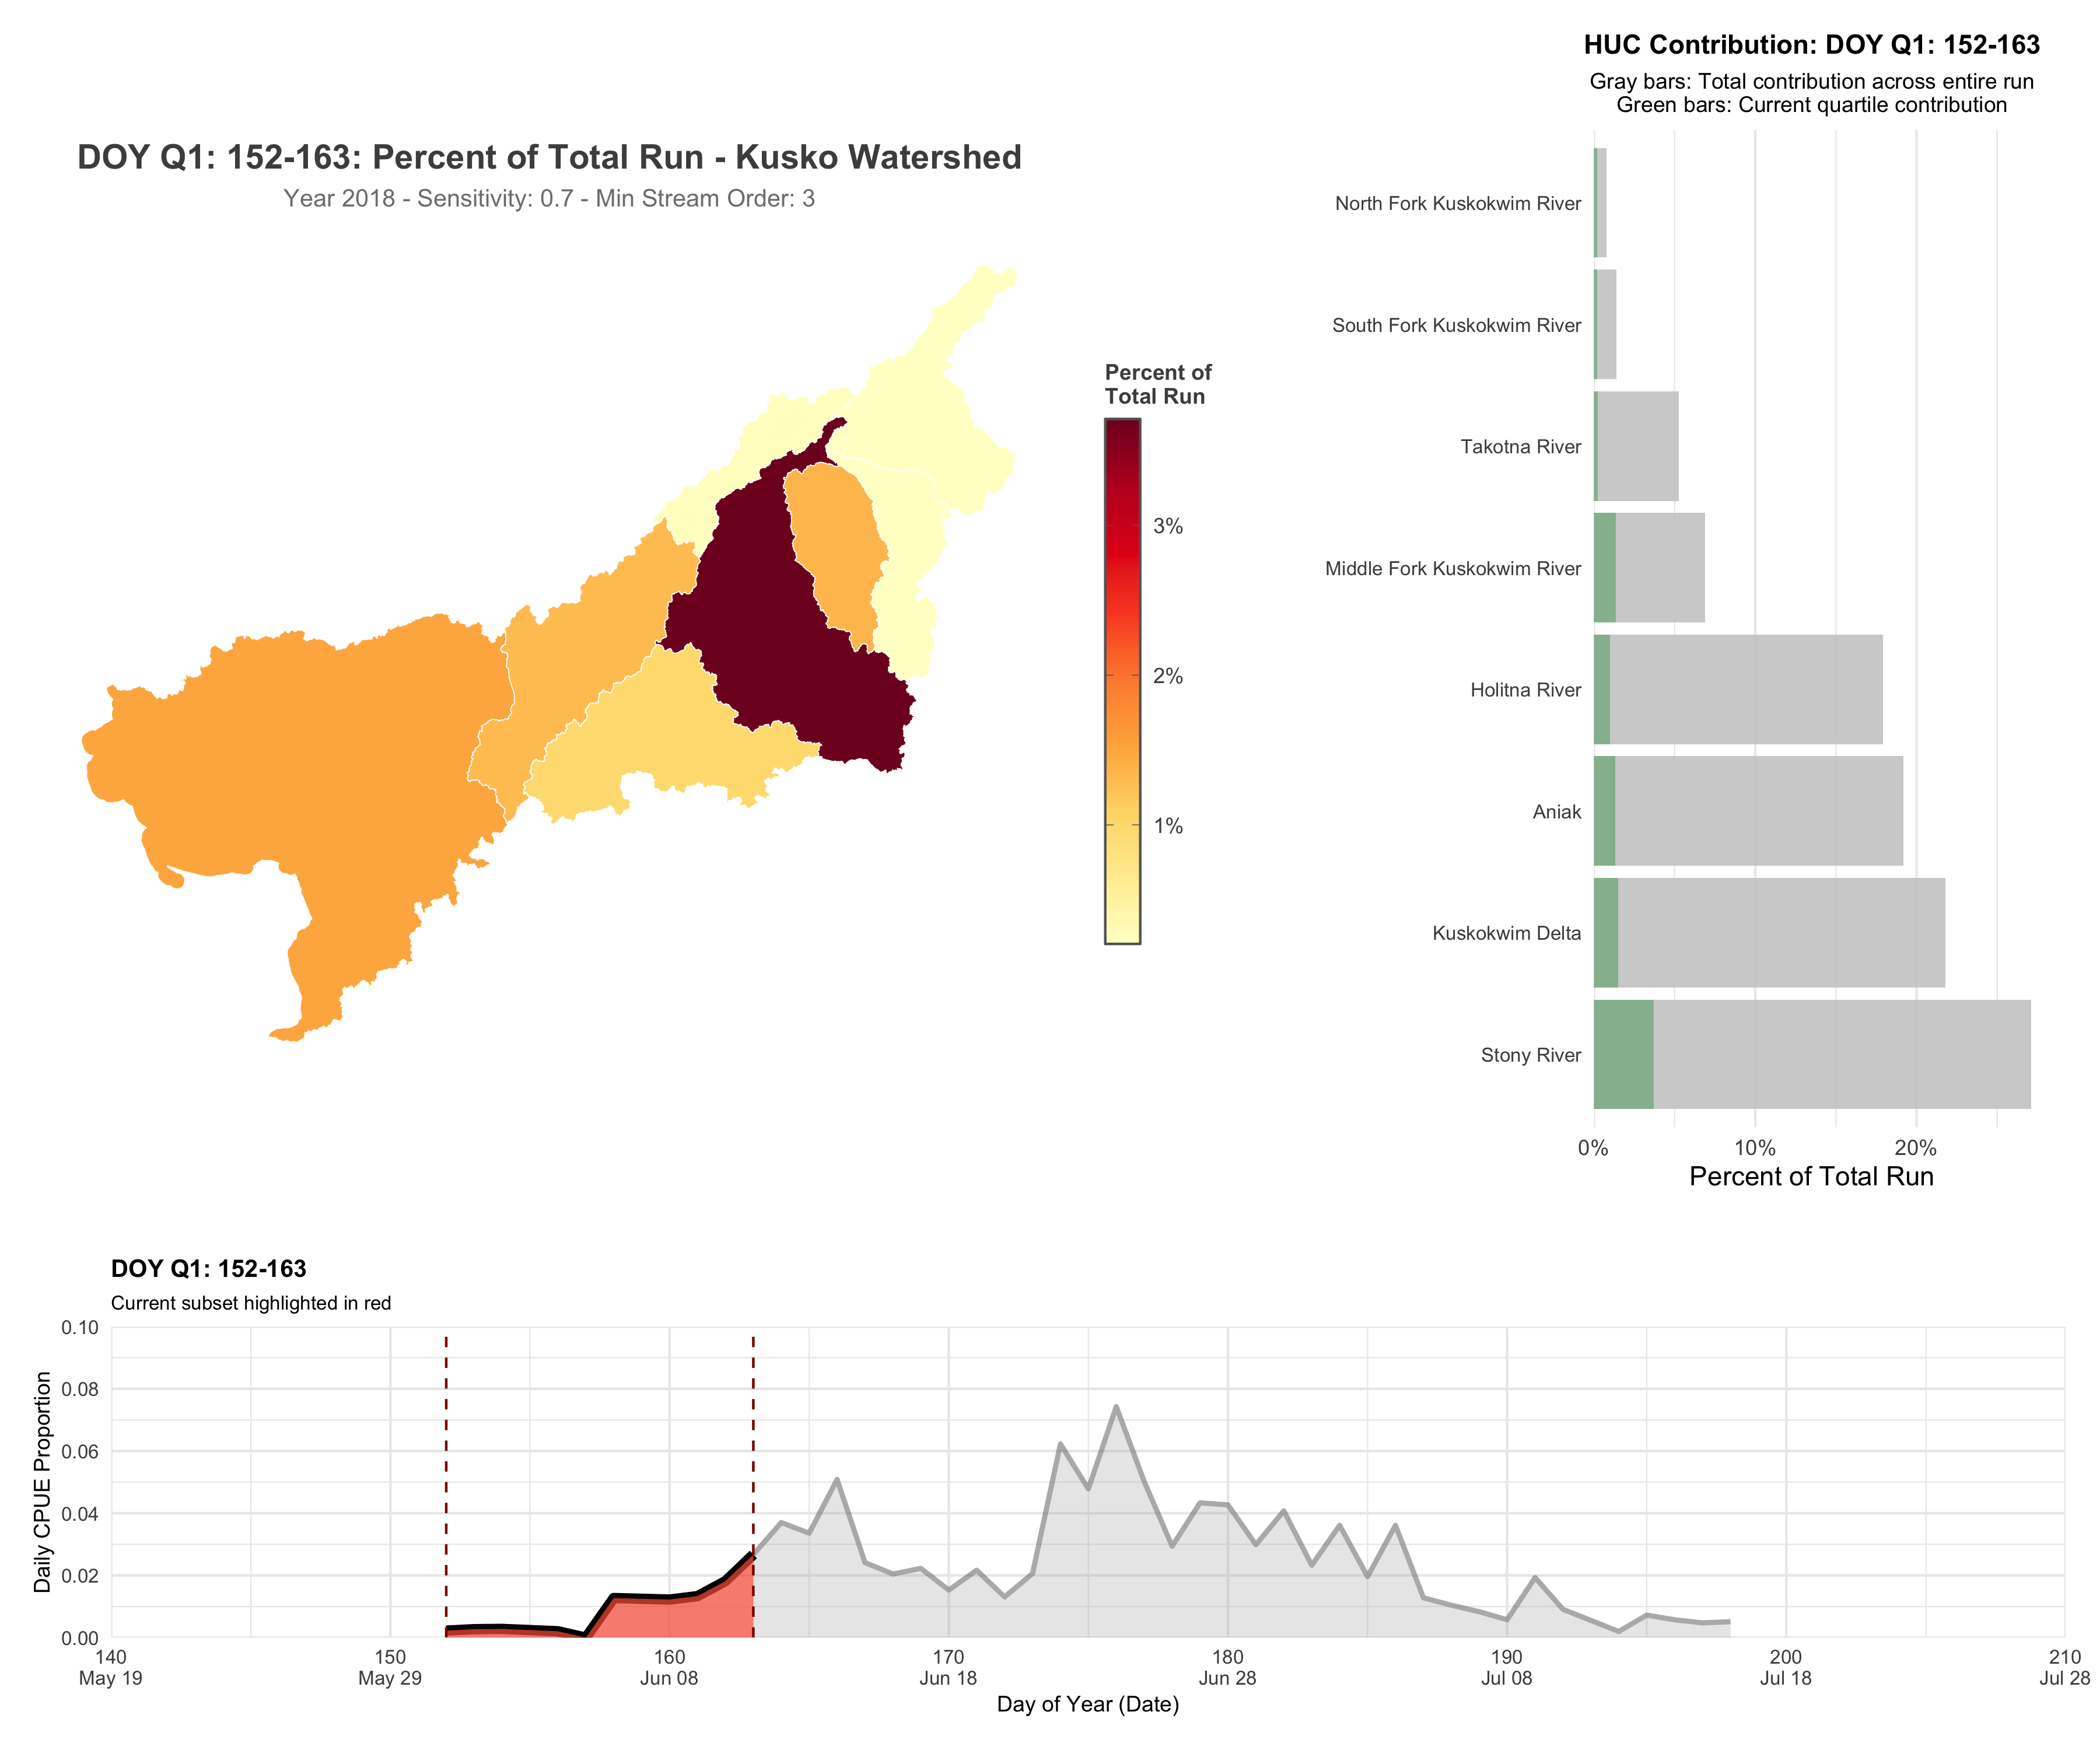 HUC Contribution: DOY Q1: 152-163
Gray bars: Total contribution across entire run
Green bars: Current quartile contribution
DOY Q1: 152-163: Percent of Total Run - Kusko Watershed
Year 2018 - Sensitivity: 0.7 - Min Stream Order: 3
Percent of
Total Run
3%
2%
1%
North Fork Kuskokwim River
South Fork Kuskokwim River
Takotna River
Middle Fork Kuskokwim River
Holitna River
Aniak
Kuskokwim Delta
Stony River
0% 10% 20%
Percent of Total Run
DOY Q1: 152-163
Current subset highlighted in red
Daily CPUE Proportion
0.10
0.08
0.06
0.04
0.02
0.00
140 150 160 170 180 190 200 210
May 19 May 29 Jun 08 Jun 18 Jun 28 Jul 08 Jul 18 Jul 28
Day of Year (Date)